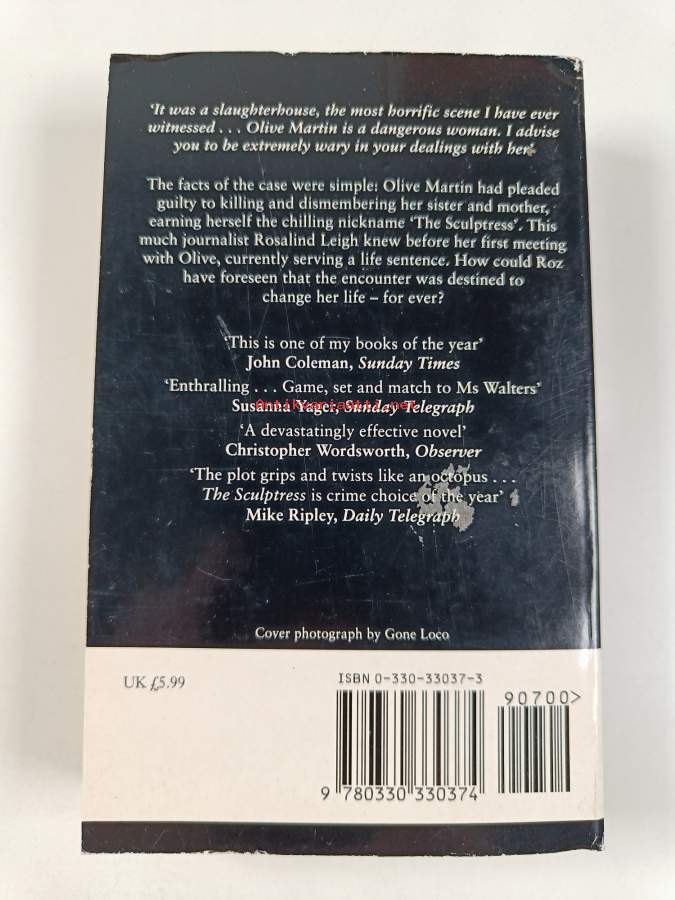 'It was a slaughterhouse, the most horrific scene I have ever
witnessed . . . Olive Martin is a dangerous woman. I advise
you to be extremely wary in your dealings with her.'
The facts of the case were simple: Olive Martin had pleaded
guilty to killing and dismembering her sister and mother,
earning herself the chilling nickname 'The Sculptress'. This
much journalist Rosalind Leigh knew before her first meeting
with Olive, currently serving a life sentence. How could Roz
have foreseen that the encounter was destined to
change her life – for ever?
'This is one of my books of the year'
John Coleman, Sunday Times
'Enthralling . . . Game, set and match to Ms Walters'
Susanna Yager, Sunday Telegraph
Antikvariaatti.net
'A devastatingly effective novel'
Christopher Wordsworth, Observer
'The plot grips and twists like an octopus . . .
The Sculptress is crime choice of the year'
Mike Ripley, Daily Telegraph
Cover photograph by Gone Loco
UK £5.99
ISBN 0-330-33037-3
90700>
9 780330 330374